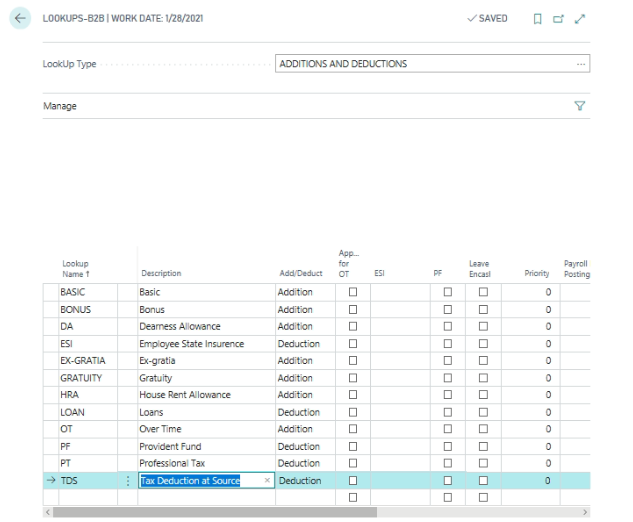 LOOKUPS-B2B | WORK DATE: 1/28/2021
SAVED
LookUp Type
ADDITIONS AND DEDUCTIONS
Manage
Lookup Name ↑ Description Add/Deduct App... for OT ESI PF Leave Encasl Priority Payroll Posting
BASIC Basic Addition 0
BONUS Bonus Addition 0
DA Dearness Allowance Addition 0
ESI Employee State Insurence Deduction 0
EX-GRATIA Ex-gratia Addition 0
GRATUITY Gratuity Addition 0
HRA House Rent Allowance Addition 0
LOAN Loans Deduction 0
OT Over Time Addition 0
PF Provident Fund Deduction 0
PT Professional Tax Deduction 0
TDS Tax Deduction at Source Deduction 0